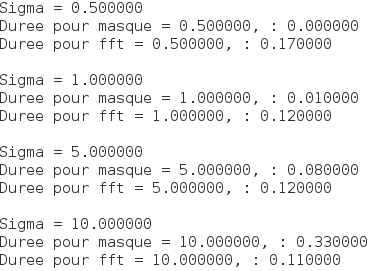 Sigma = 0.500000
Duree pour masque = 0.500000, : 0.000000
Duree pour fft = 0.500000, : 0.170000
Sigma = 1.000000
Duree pour masque = 1.000000, : 0.010000
Duree pour fft = 1.000000, : 0.120000
Sigma = 5.000000
Duree pour masque = 5.000000, : 0.080000
Duree pour fft = 5.000000, : 0.120000
Sigma = 10.000000
Duree pour masque = 10.000000, : 0.330000
Duree pour fft = 10.000000, : 0.110000